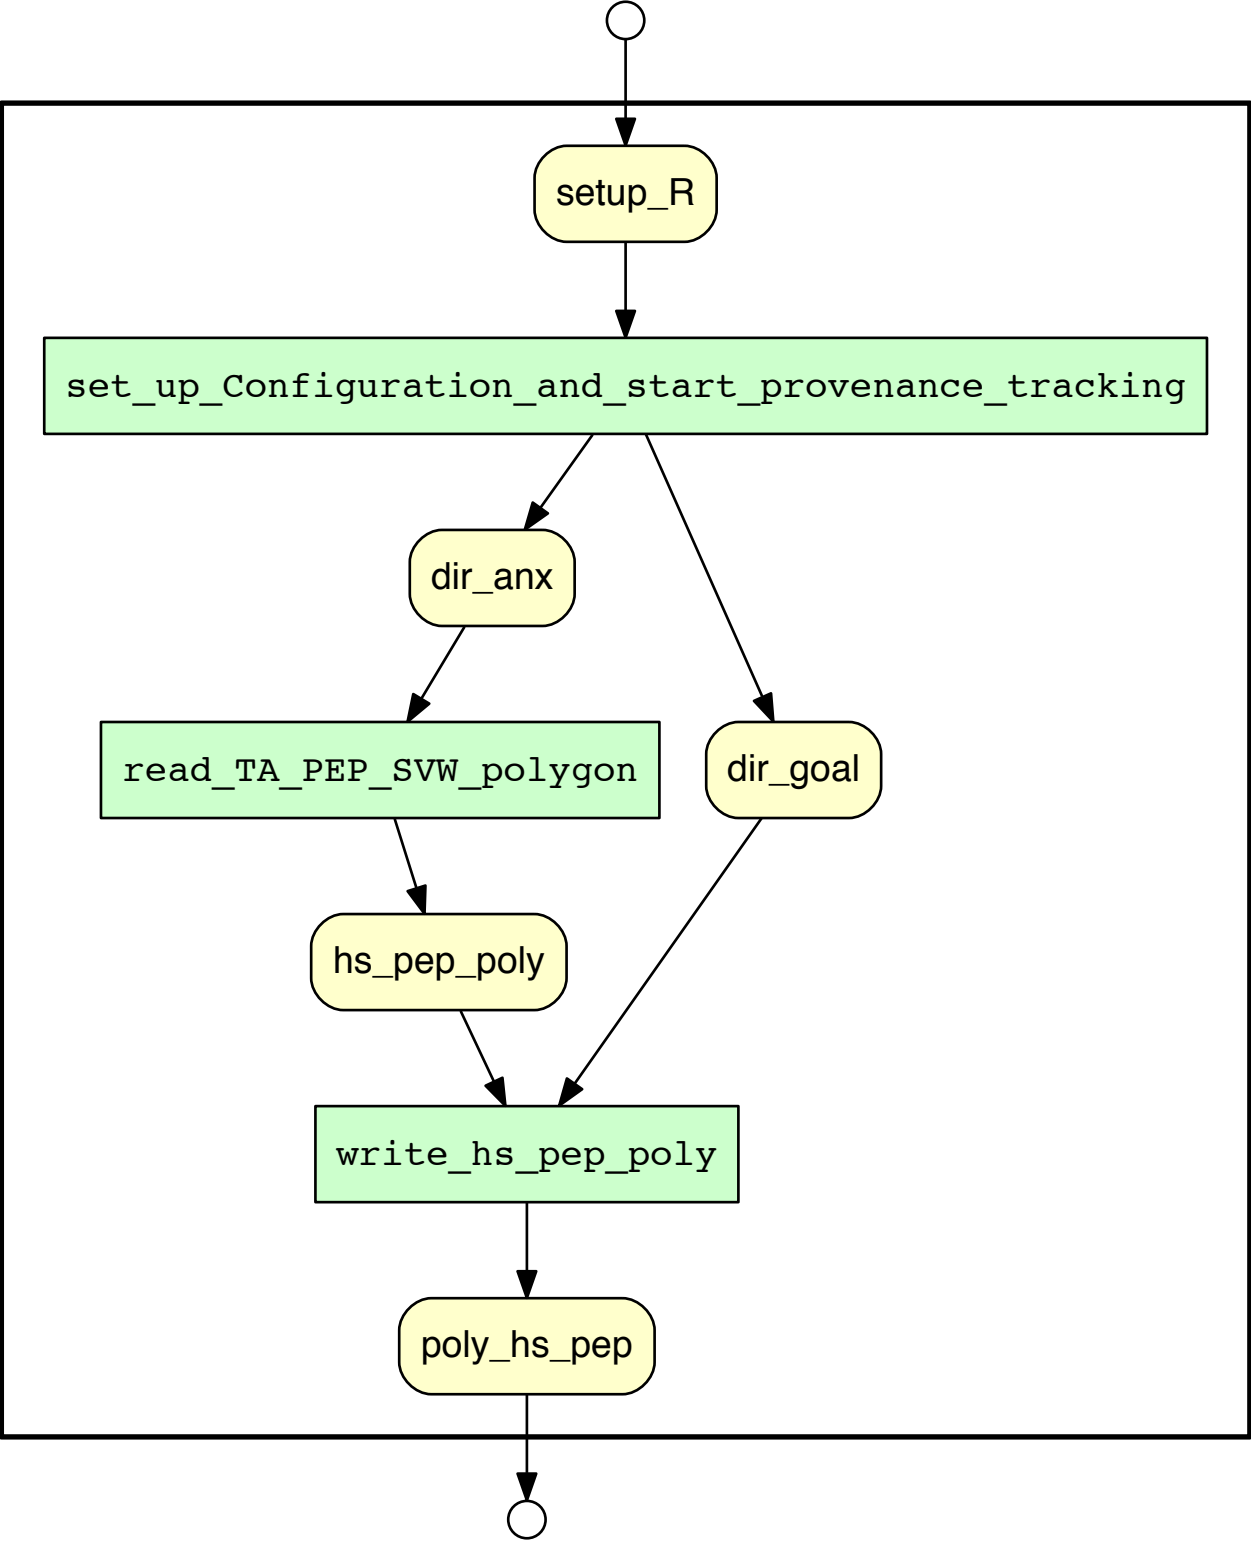 setup_R
set_up_Configuration_and_start_provenance_tracking
dir_anx
read_TA_PEP_SVW_polygon
dir_goal
hs_pep_poly
write_hs_pep_poly
poly_hs_pep